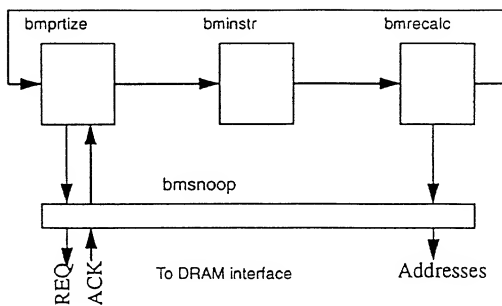 bmprtize
bminstr
bmrecalc
bmsnoop
REQ
ACK
To DRAM interface
Addresses